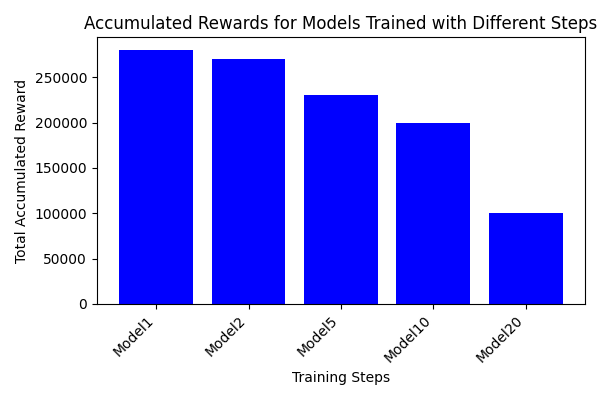 Accumulated Rewards for Models Trained with Different Steps
Total Accumulated Reward
250000
200000
150000
100000
50000
0
Model1
Model2
Model5
Model10
Model20
Training Steps